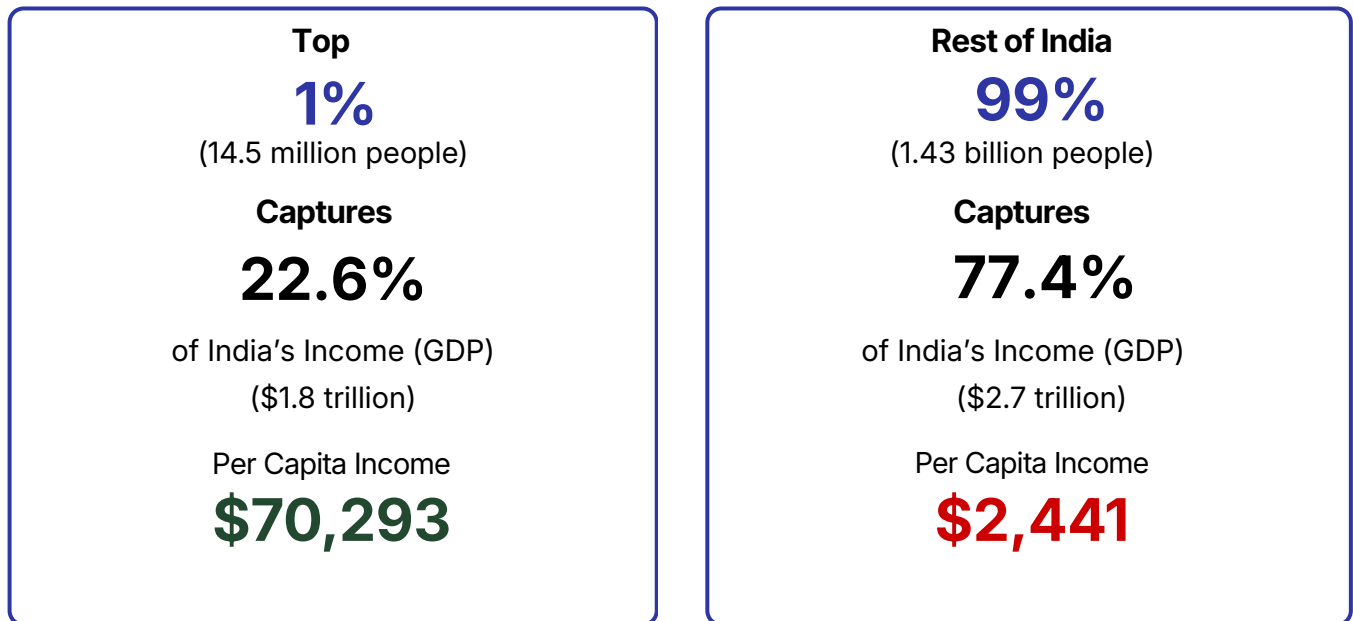 Top
1%
(14.5 million people)
Captures
22.6%
of India’s Income (GDP)
($1.8 trillion)
Per Capita Income
$70,293
Rest of India
99%
(1.43 billion people)
Captures
77.4%
of India’s Income (GDP)
($2.7 trillion)
Per Capita Income
$2,441